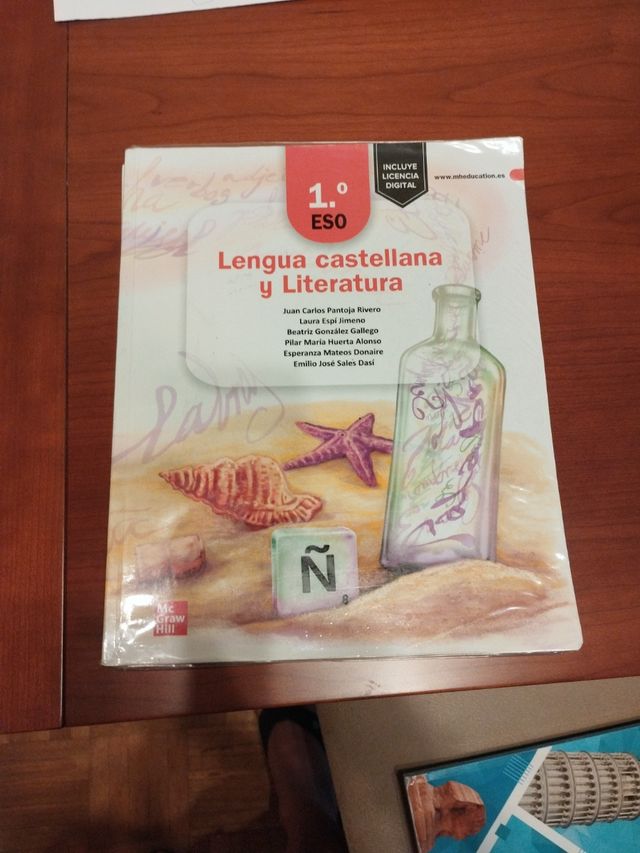 1.º
ESO
INCLUYE
LICENCIA
DIGITAL
www.mheducation.es
Lengua castellana
y Literatura
Juan Carlos Pantoja Rivero
Laura Espí Jimeno
Beatriz González Gallego
Pilar María Huerta Alonso
Esperanza Mateos Donaire
Emilio José Sales Dasí
Ñ
8
Mc
Graw
Hill